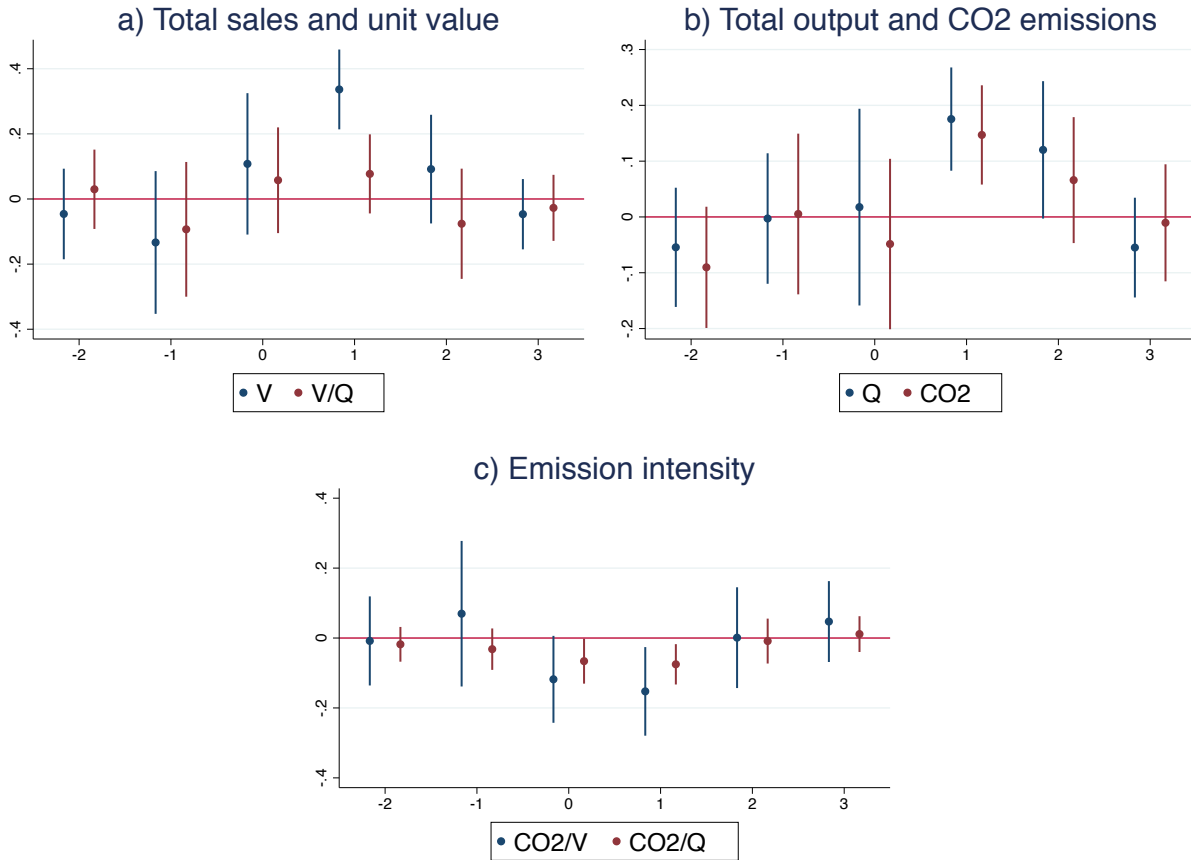 a) Total sales and unit value
.4
.2
0
-.2
-.4
-2 -1 0 1 2 3
V V/Q
b) Total output and CO2 emissions
.3
.2
.1
0
-.1
-.2
-2 -1 0 1 2 3
Q CO2
c) Emission intensity
.4
.2
0
-.2
-.4
-2 -1 0 1 2 3
CO2/V CO2/Q